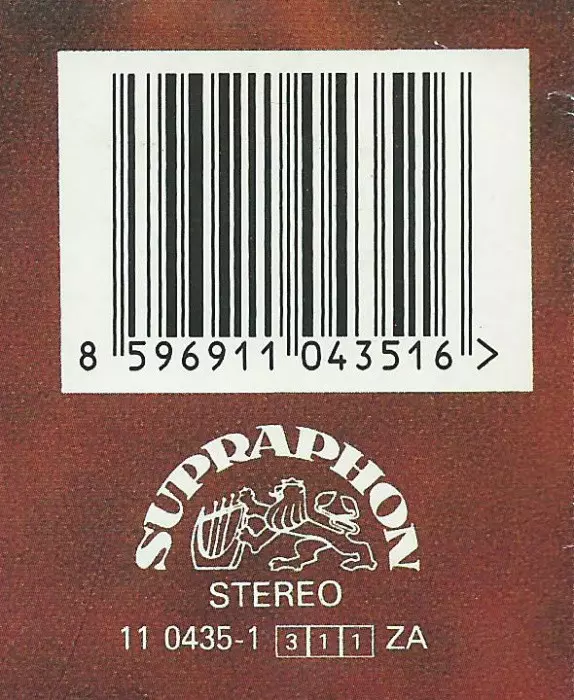 8 596911 043516 >
SUPRAPHON
STEREO
11 0435-1 3 1 1 ZA